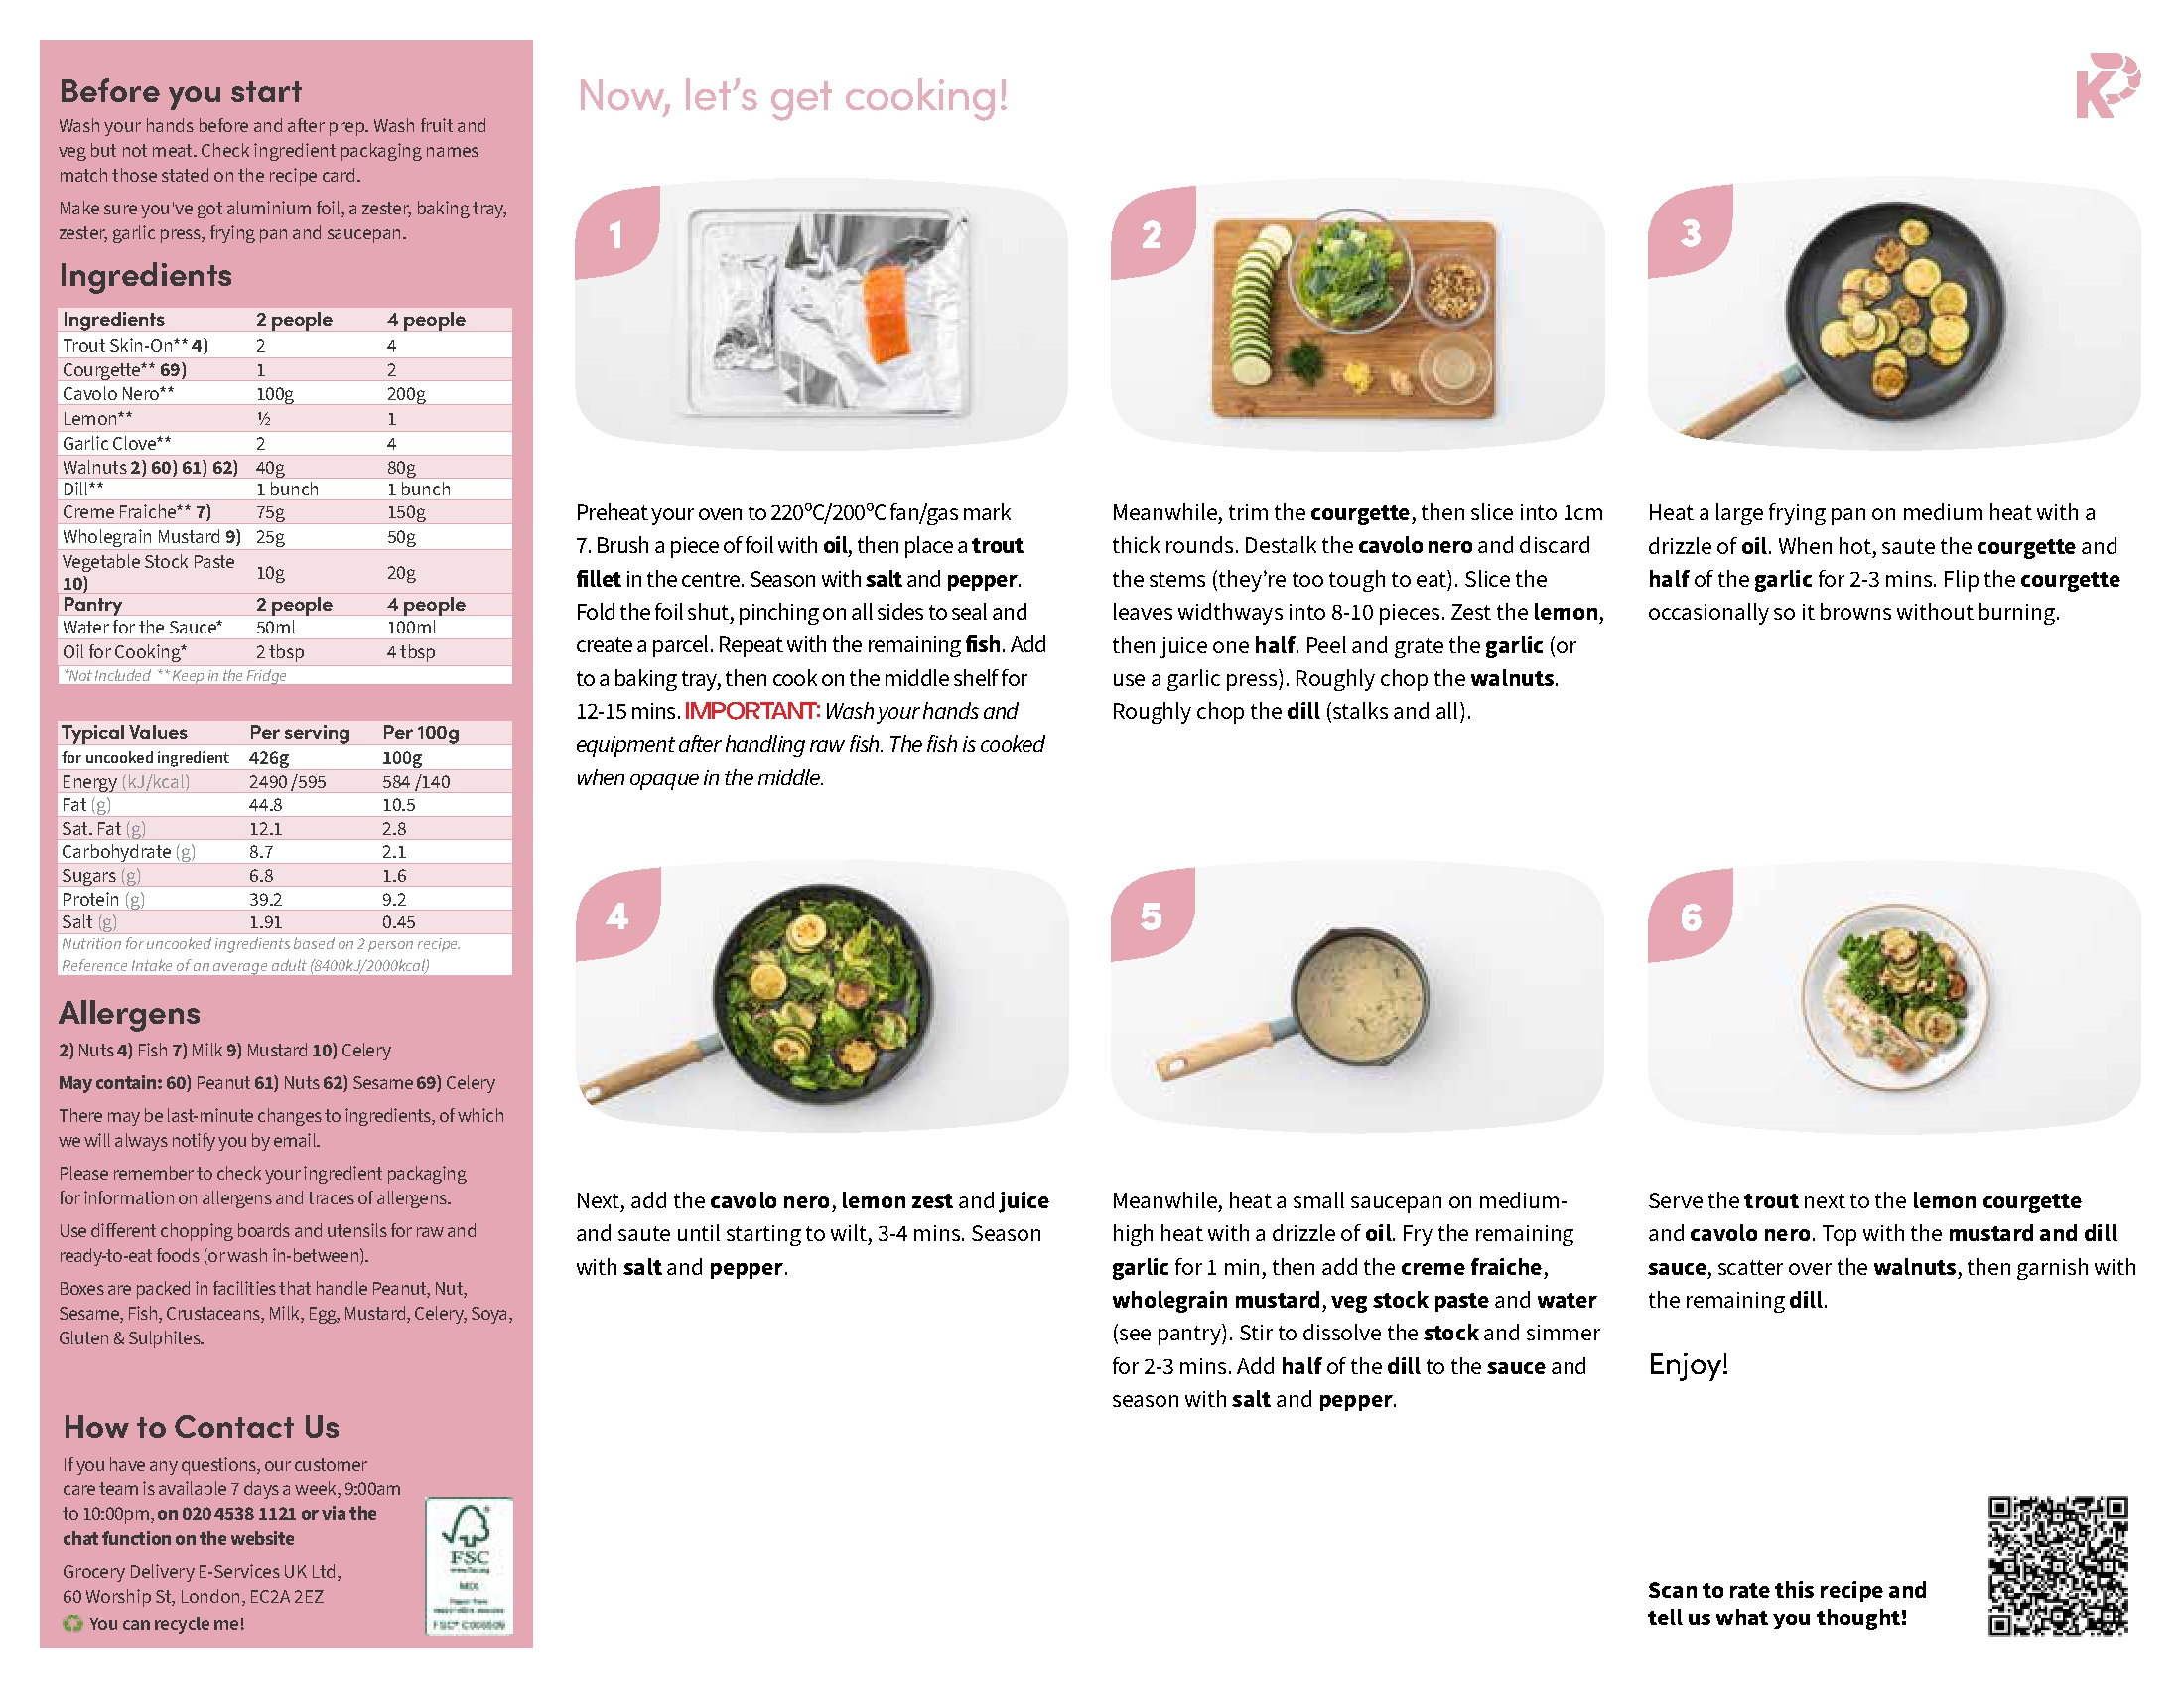 Before you start
Wash your hands before and after prep. Wash fruit and
veg but not meat. Check ingredient packaging names
match those stated on the recipe card.
Make sure you've got aluminium foil, a zester, baking tray,
zester, garlic press, frying pan and saucepan.
Ingredients
Ingredients 2 people 4 people
Trout Skin-On** 4) 2 4
Courgette** 69) 1 2
Cavolo Nero** 100g 200g
Lemon** ½ 1
Garlic Clove** 2 4
Walnuts 2) 60) 61) 62) 40g 80g
Dill** 1 bunch 1 bunch
Creme Fraiche** 7) 75g 150g
Wholegrain Mustard 9) 25g 50g
Vegetable Stock Paste
10) 10g 20g
Pantry 2 people 4 people
Water for the Sauce* 50ml 100ml
Oil for Cooking* 2 tbsp 4 tbsp
*Not Included **Keep in the Fridge
Typical Values Per serving Per 100g
for uncooked ingredient 426g 100g
Energy (kJ/kcal) 2490 /595 584 /140
Fat (g) 44.8 10.5
Sat. Fat (g) 12.1 2.8
Carbohydrate (g) 8.7 2.1
Sugars (g) 6.8 1.6
Protein (g) 39.2 9.2
Salt (g) 1.91 0.45
Nutrition for uncooked ingredients based on 2 person recipe.
Reference Intake of an average adult (8400kJ/2000kcal)
Allergens
2) Nuts 4) Fish 7) Milk 9) Mustard 10) Celery
May contain: 60) Peanut 61) Nuts 62) Sesame 69) Celery
There may be last-minute changes to ingredients, of which
we will always notify you by email.
Please remember to check your ingredient packaging
for information on allergens and traces of allergens.
Use different chopping boards and utensils for raw and
ready-to-eat foods (or wash in-between).
Boxes are packed in facilities that handle Peanut, Nut,
Sesame, Fish, Crustaceans, Milk, Egg, Mustard, Celery, Soya,
Gluten & Sulphites.
How to Contact Us
If you have any questions, our customer
care team is available 7 days a week, 9:00am
to 10:00pm, on 020 4538 1121 or via the
chat function on the website
Grocery Delivery E-Services UK Ltd,
60 Worship St, London, EC2A 2EZ
You can recycle me!
FSC
MIX
Now, let's get cooking!
K
1
Preheat your oven to 220°C/200°C fan/gas mark
7. Brush a piece of foil with oil, then place a trout
fillet in the centre. Season with salt and pepper.
Fold the foil shut, pinching on all sides to seal and
create a parcel. Repeat with the remaining fish. Add
to a baking tray, then cook on the middle shelf for
12-15 mins. IMPORTANT: Wash your hands and
equipment after handling raw fish. The fish is cooked
when opaque in the middle.
2
Meanwhile, trim the courgette, then slice into 1cm
thick rounds. Destalk the cavolo nero and discard
the stems (they're too tough to eat). Slice the
leaves widthways into 8-10 pieces. Zest the lemon,
then juice one half. Peel and grate the garlic (or
use a garlic press). Roughly chop the walnuts.
Roughly chop the dill (stalks and all).
3
Heat a large frying pan on medium heat with a
drizzle of oil. When hot, saute the courgette and
half of the garlic for 2-3 mins. Flip the courgette
occasionally so it browns without burning.
4
Next, add the cavolo nero, lemon zest and juice
and saute until starting to wilt, 3-4 mins. Season
with salt and pepper.
5
Meanwhile, heat a small saucepan on medium-
high heat with a drizzle of oil. Fry the remaining
garlic for 1 min, then add the creme fraiche,
wholegrain mustard, veg stock paste and water
(see pantry). Stir to dissolve the stock and simmer
for 2-3 mins. Add half of the dill to the sauce and
season with salt and pepper.
6
Serve the trout next to the lemon courgette
and cavolo nero. Top with the mustard and dill
sauce, scatter over the walnuts, then garnish with
the remaining dill.
Enjoy!
Scan to rate this recipe and
tell us what you thought!